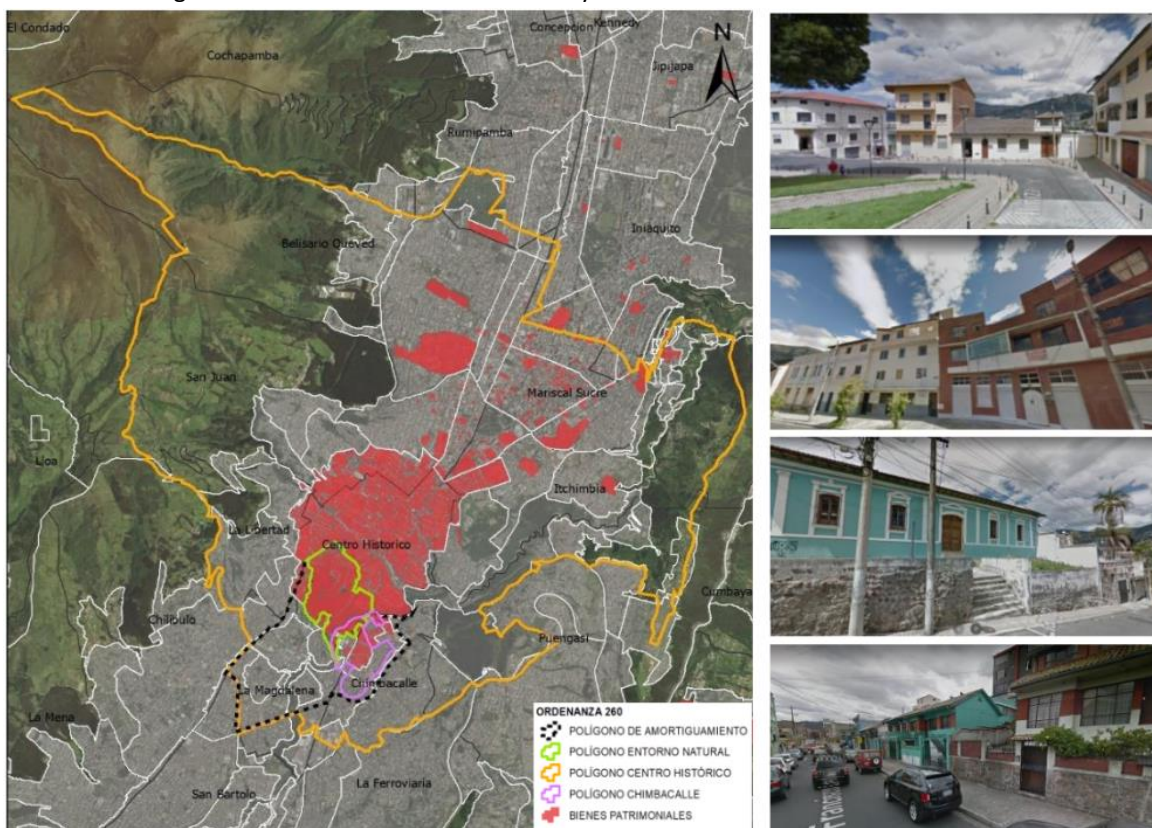 El Condado
Concepcion
Kennedy
Cochapamba
N
Jipijapa
Rumipamba
Belisario Queved
Iniaquito
San Juan
Mariscal Sucre
Lloa
Itchimbia
La Libertad
Centro Historico
Cumbaya
Chilibulo
Puengasi
La Magdalena
Chimbacalle
La Mena
La Ferroviaria
San Bartolo
ORDENANZA 260
POLÍGONO DE AMORTIGUAMIENTO
POLÍGONO ENTORNO NATURAL
POLÍGONO CENTRO HISTÓRICO
POLÍGONO CHIMBACALLE
BIENES PATRIMONIALES